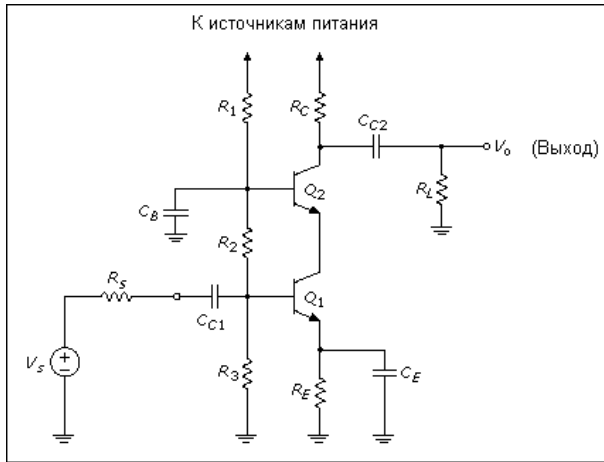 К источникам питания
R1
RC
CC2
Vo (Выход)
Q2
RL
CB
R2
RS
Q1
CC1
Vs
R3
RE
CE